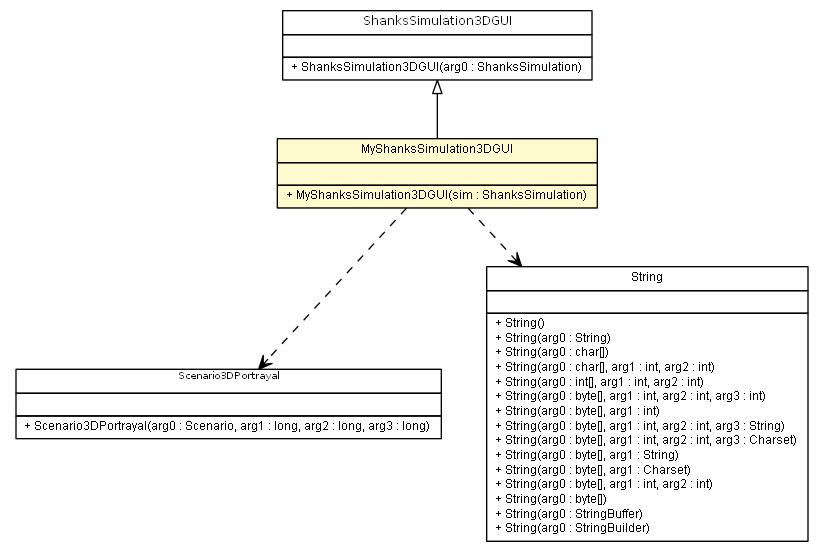 ShanksSimulation3DGUI
+ ShanksSimulation3DGUI(arg0 : ShanksSimulation)
MyShanksSimulation3DGUI
+ MyShanksSimulation3DGUI(sim : ShanksSimulation)
Scenario3DPortrayal
+ Scenario3DPortrayal(arg0 : Scenario, arg1 : long, arg2 : long, arg3 : long)
String
+ String()
+ String(arg0 : String)
+ String(arg0 : char[])
+ String(arg0 : char[], arg1 : int, arg2 : int)
+ String(arg0 : int[], arg1 : int, arg2 : int)
+ String(arg0 : byte[], arg1 : int, arg2 : int, arg3 : int)
+ String(arg0 : byte[], arg1 : int)
+ String(arg0 : byte[], arg1 : int, arg2 : int, arg3 : String)
+ String(arg0 : byte[], arg1 : int, arg2 : int, arg3 : Charset)
+ String(arg0 : byte[], arg1 : String)
+ String(arg0 : byte[], arg1 : Charset)
+ String(arg0 : byte[], arg1 : int, arg2 : int)
+ String(arg0 : byte[])
+ String(arg0 : StringBuffer)
+ String(arg0 : StringBuilder)